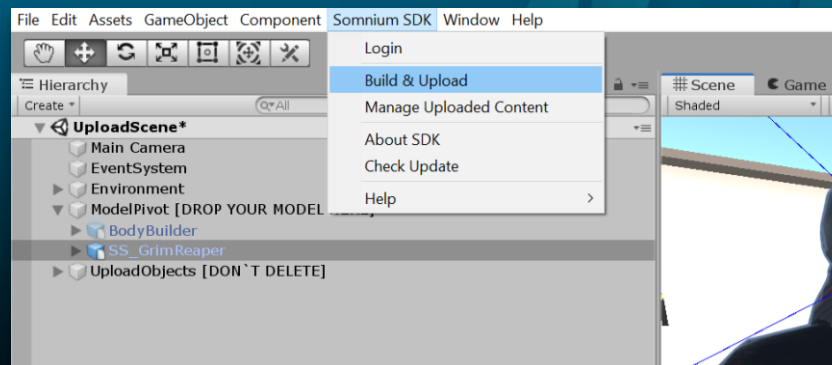 File Edit Assets GameObject Component Somnium SDK Window Help
Login
Build & Upload
Manage Uploaded Content
About SDK
Check Update
Help
Hierarchy
Create
All
Scene
Game
Shaded
UploadScene*
Main Camera
EventSystem
Environment
ModelPivot [DROP YOUR MODEL
BodyBuilder
SS_GrimReaper
UploadObjects [DON`T DELETE]